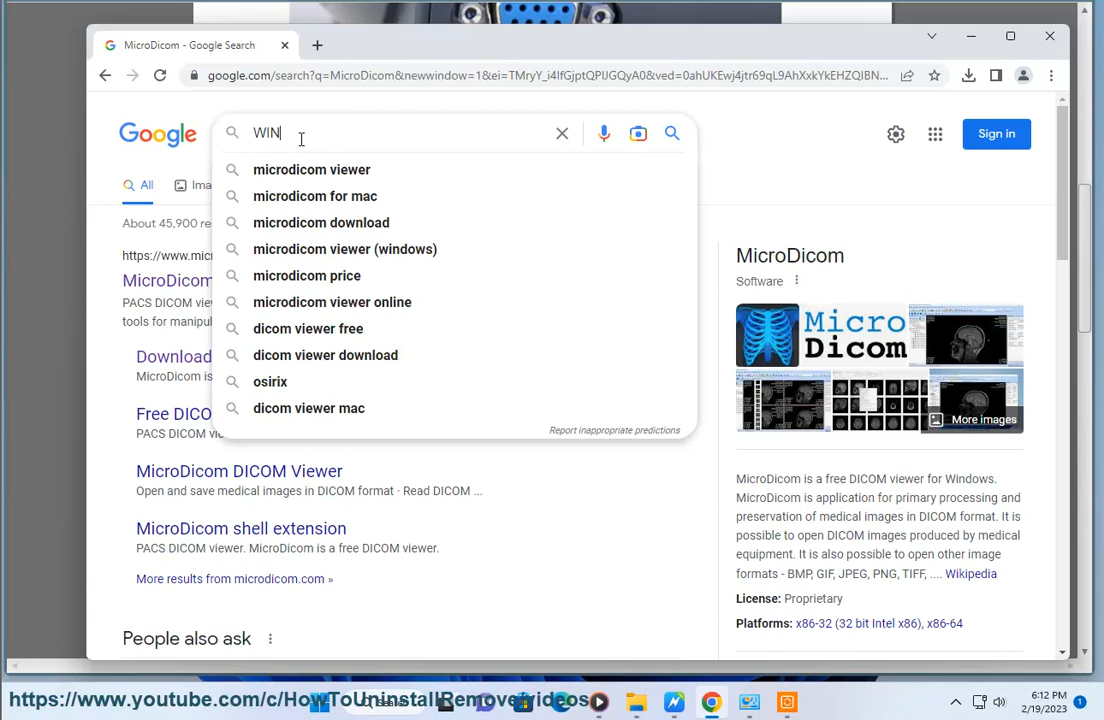 MicroDicom - Google Search
google.com/search?q=MicroDicom&newwindow=1&ei=TMryY_i4IfGjptQPIJGQyA0&ved=0ahUKEwj4jtr69qL9AhXxkYkEHZQIBN...
Google
WIN
Sign in
microdicom viewer
microdicom for mac
microdicom download
microdicom viewer (windows)
microdicom price
microdicom viewer online
dicom viewer free
dicom viewer download
osirix
dicom viewer mac
Report inappropriate predictions
All
Ima
About 45,900 re
https://www.micr
MicroDicom
PACS DICOM vie
tools for manipul
Download
MicroDicom is
Free DICO
PACS DICOM vie
MicroDicom DICOM Viewer
Open and save medical images in DICOM format · Read DICOM ...
MicroDicom shell extension
PACS DICOM viewer. MicroDicom is a free DICOM viewer.
More results from microdicom.com »
People also ask
MicroDicom
Software
Micro
Dicom
More images
MicroDicom is a free DICOM viewer for Windows.
MicroDicom is application for primary processing and
preservation of medical images in DICOM format. It is
possible to open DICOM images produced by medical
equipment. It is also possible to open other image
formats - BMP, GIF, JPEG, PNG, TIFF, .... Wikipedia
License: Proprietary
Platforms: x86-32 (32 bit Intel x86), x86-64
https://www.youtube.com/c/HowToUninstallRemovevideos
6:12 PM
2/19/2023
1